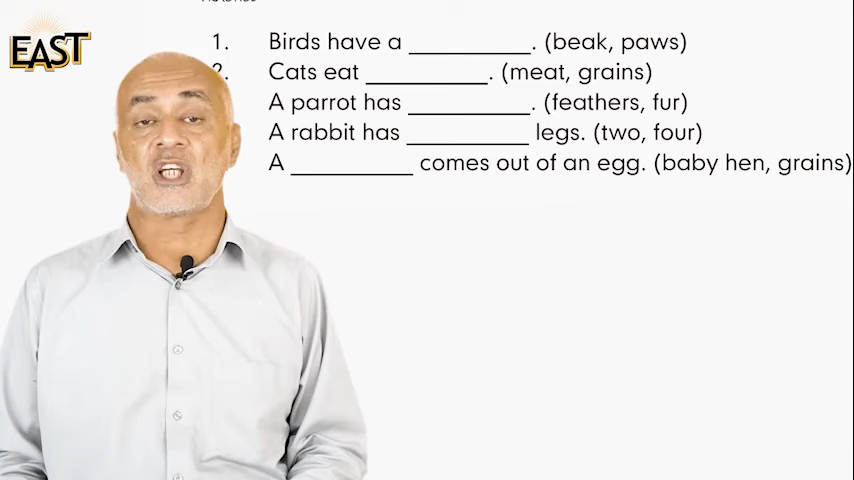 EAST
1. Birds have a __________. (beak, paws)
2. Cats eat __________. (meat, grains)
A parrot has __________. (feathers, fur)
A rabbit has __________ legs. (two, four)
A __________ comes out of an egg. (baby hen, grains)